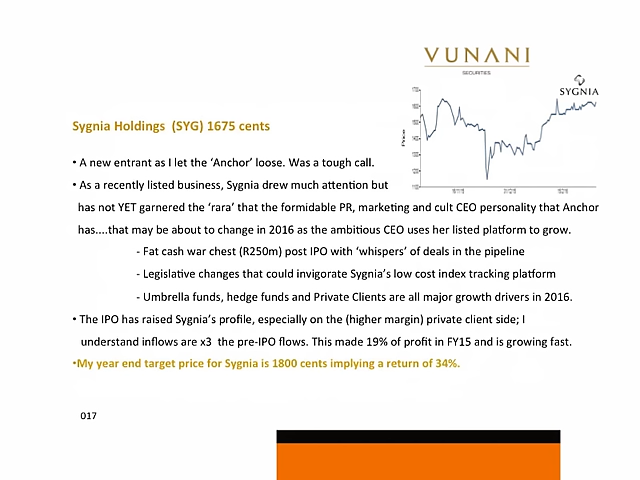 VUNANI
SECURITIES
SYGNIA
Sygnia Holdings (SYG) 1675 cents
• A new entrant as I let the ‘Anchor’ loose. Was a tough call.
• As a recently listed business, Sygnia drew much attention but
has not YET garnered the ‘rara’ that the formidable PR, marketing and cult CEO personality that Anchor
has....that may be about to change in 2016 as the ambitious CEO uses her listed platform to grow.
- Fat cash war chest (R250m) post IPO with ‘whispers’ of deals in the pipeline
- Legislative changes that could invigorate Sygnia’s low cost index tracking platform
- Umbrella funds, hedge funds and Private Clients are all major growth drivers in 2016.
• The IPO has raised Sygnia’s profile, especially on the (higher margin) private client side; I
understand inflows are x3 the pre-IPO flows. This made 19% of profit in FY15 and is growing fast.
•My year end target price for Sygnia is 1800 cents implying a return of 34%.
017
Price